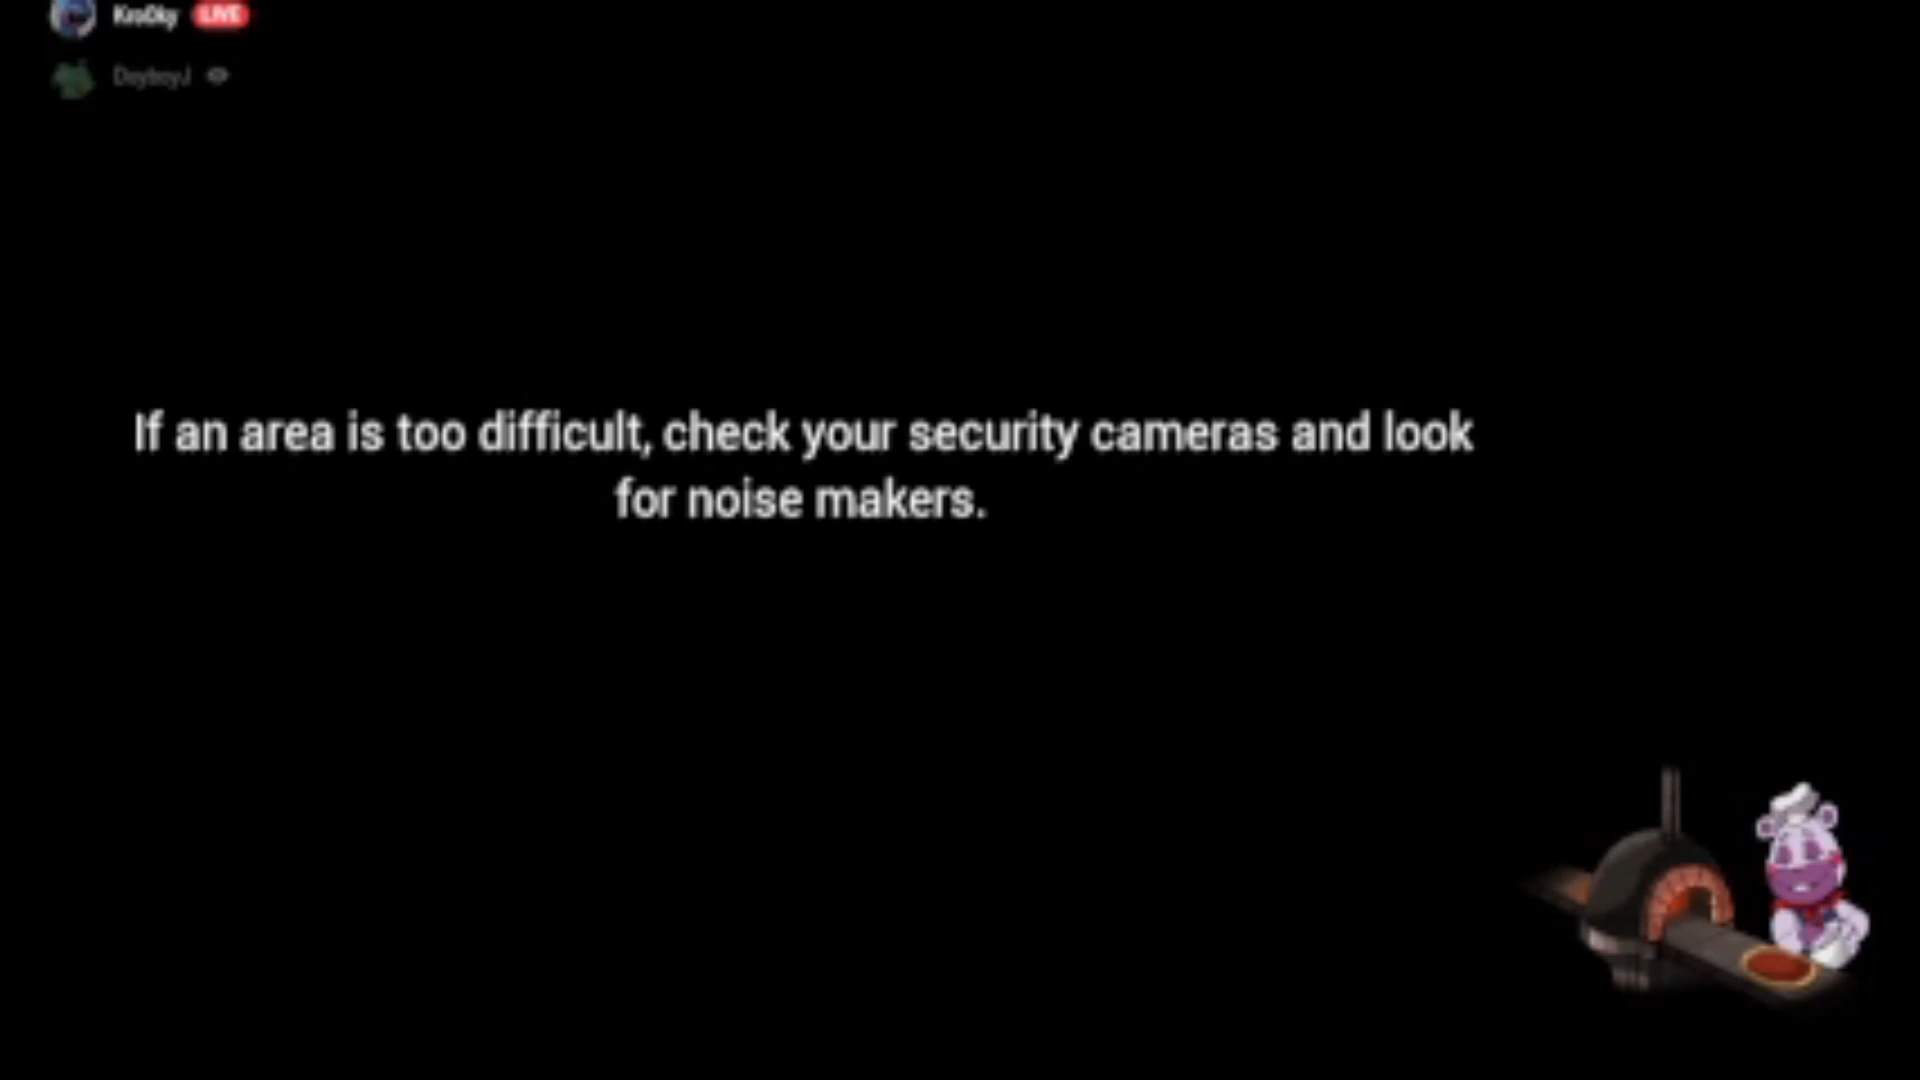 LIVE
If an area is too difficult, check your security cameras and look
for noise makers.